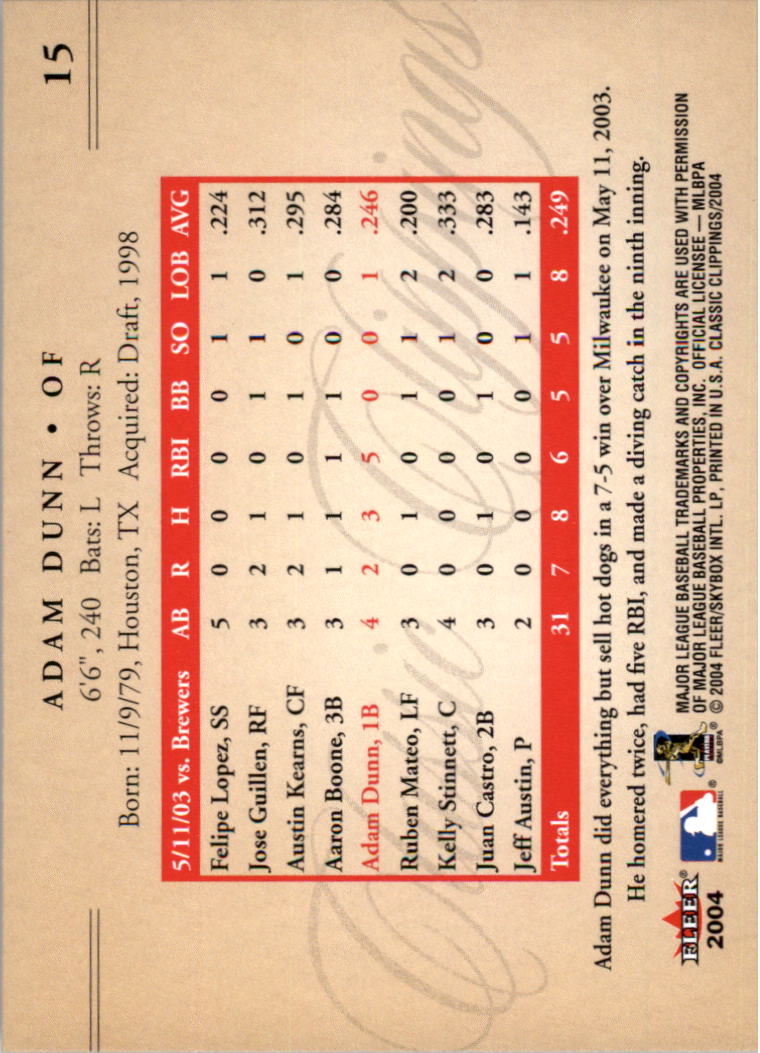 15
ADAM DUNN • OF
6'6", 240 Bats: L Throws: R
Born: 11/9/79, Houston, TX Acquired: Draft, 1998
5/11/03 vs. Brewers AB R H RBI BB SO LOB AVG
Felipe Lopez, SS 5 0 0 0 0 1 1 .224
Jose Guillen, RF 3 2 1 0 1 1 0 .312
Austin Kearns, CF 3 2 1 0 1 0 1 .295
Aaron Boone, 3B 3 1 1 1 1 0 0 .284
Adam Dunn, 1B 4 2 3 5 0 0 1 .246
Ruben Mateo, LF 3 0 1 0 1 1 2 .200
Kelly Stinnett, C 4 0 0 0 0 1 2 .333
Juan Castro, 2B 3 0 1 0 1 0 0 .283
Jeff Austin, P 2 0 0 0 0 1 1 .143
Totals 31 7 8 6 5 5 8 .249
Classic Clippings
Adam Dunn did everything but sell hot dogs in a 7-5 win over Milwaukee on May 11, 2003.
He homered twice, had five RBI, and made a diving catch in the ninth inning.
FLEER®
2004
MAJOR LEAGUE BASEBALL ®
©MLBPA ®
MAJOR LEAGUE BASEBALL TRADEMARKS AND COPYRIGHTS ARE USED WITH PERMISSION
OF MAJOR LEAGUE BASEBALL PROPERTIES, INC. OFFICIAL LICENSEE — MLBPA
© 2004 FLEER/SKYBOX INTL. LP, PRINTED IN U.S.A. CLASSIC CLIPPINGS/2004